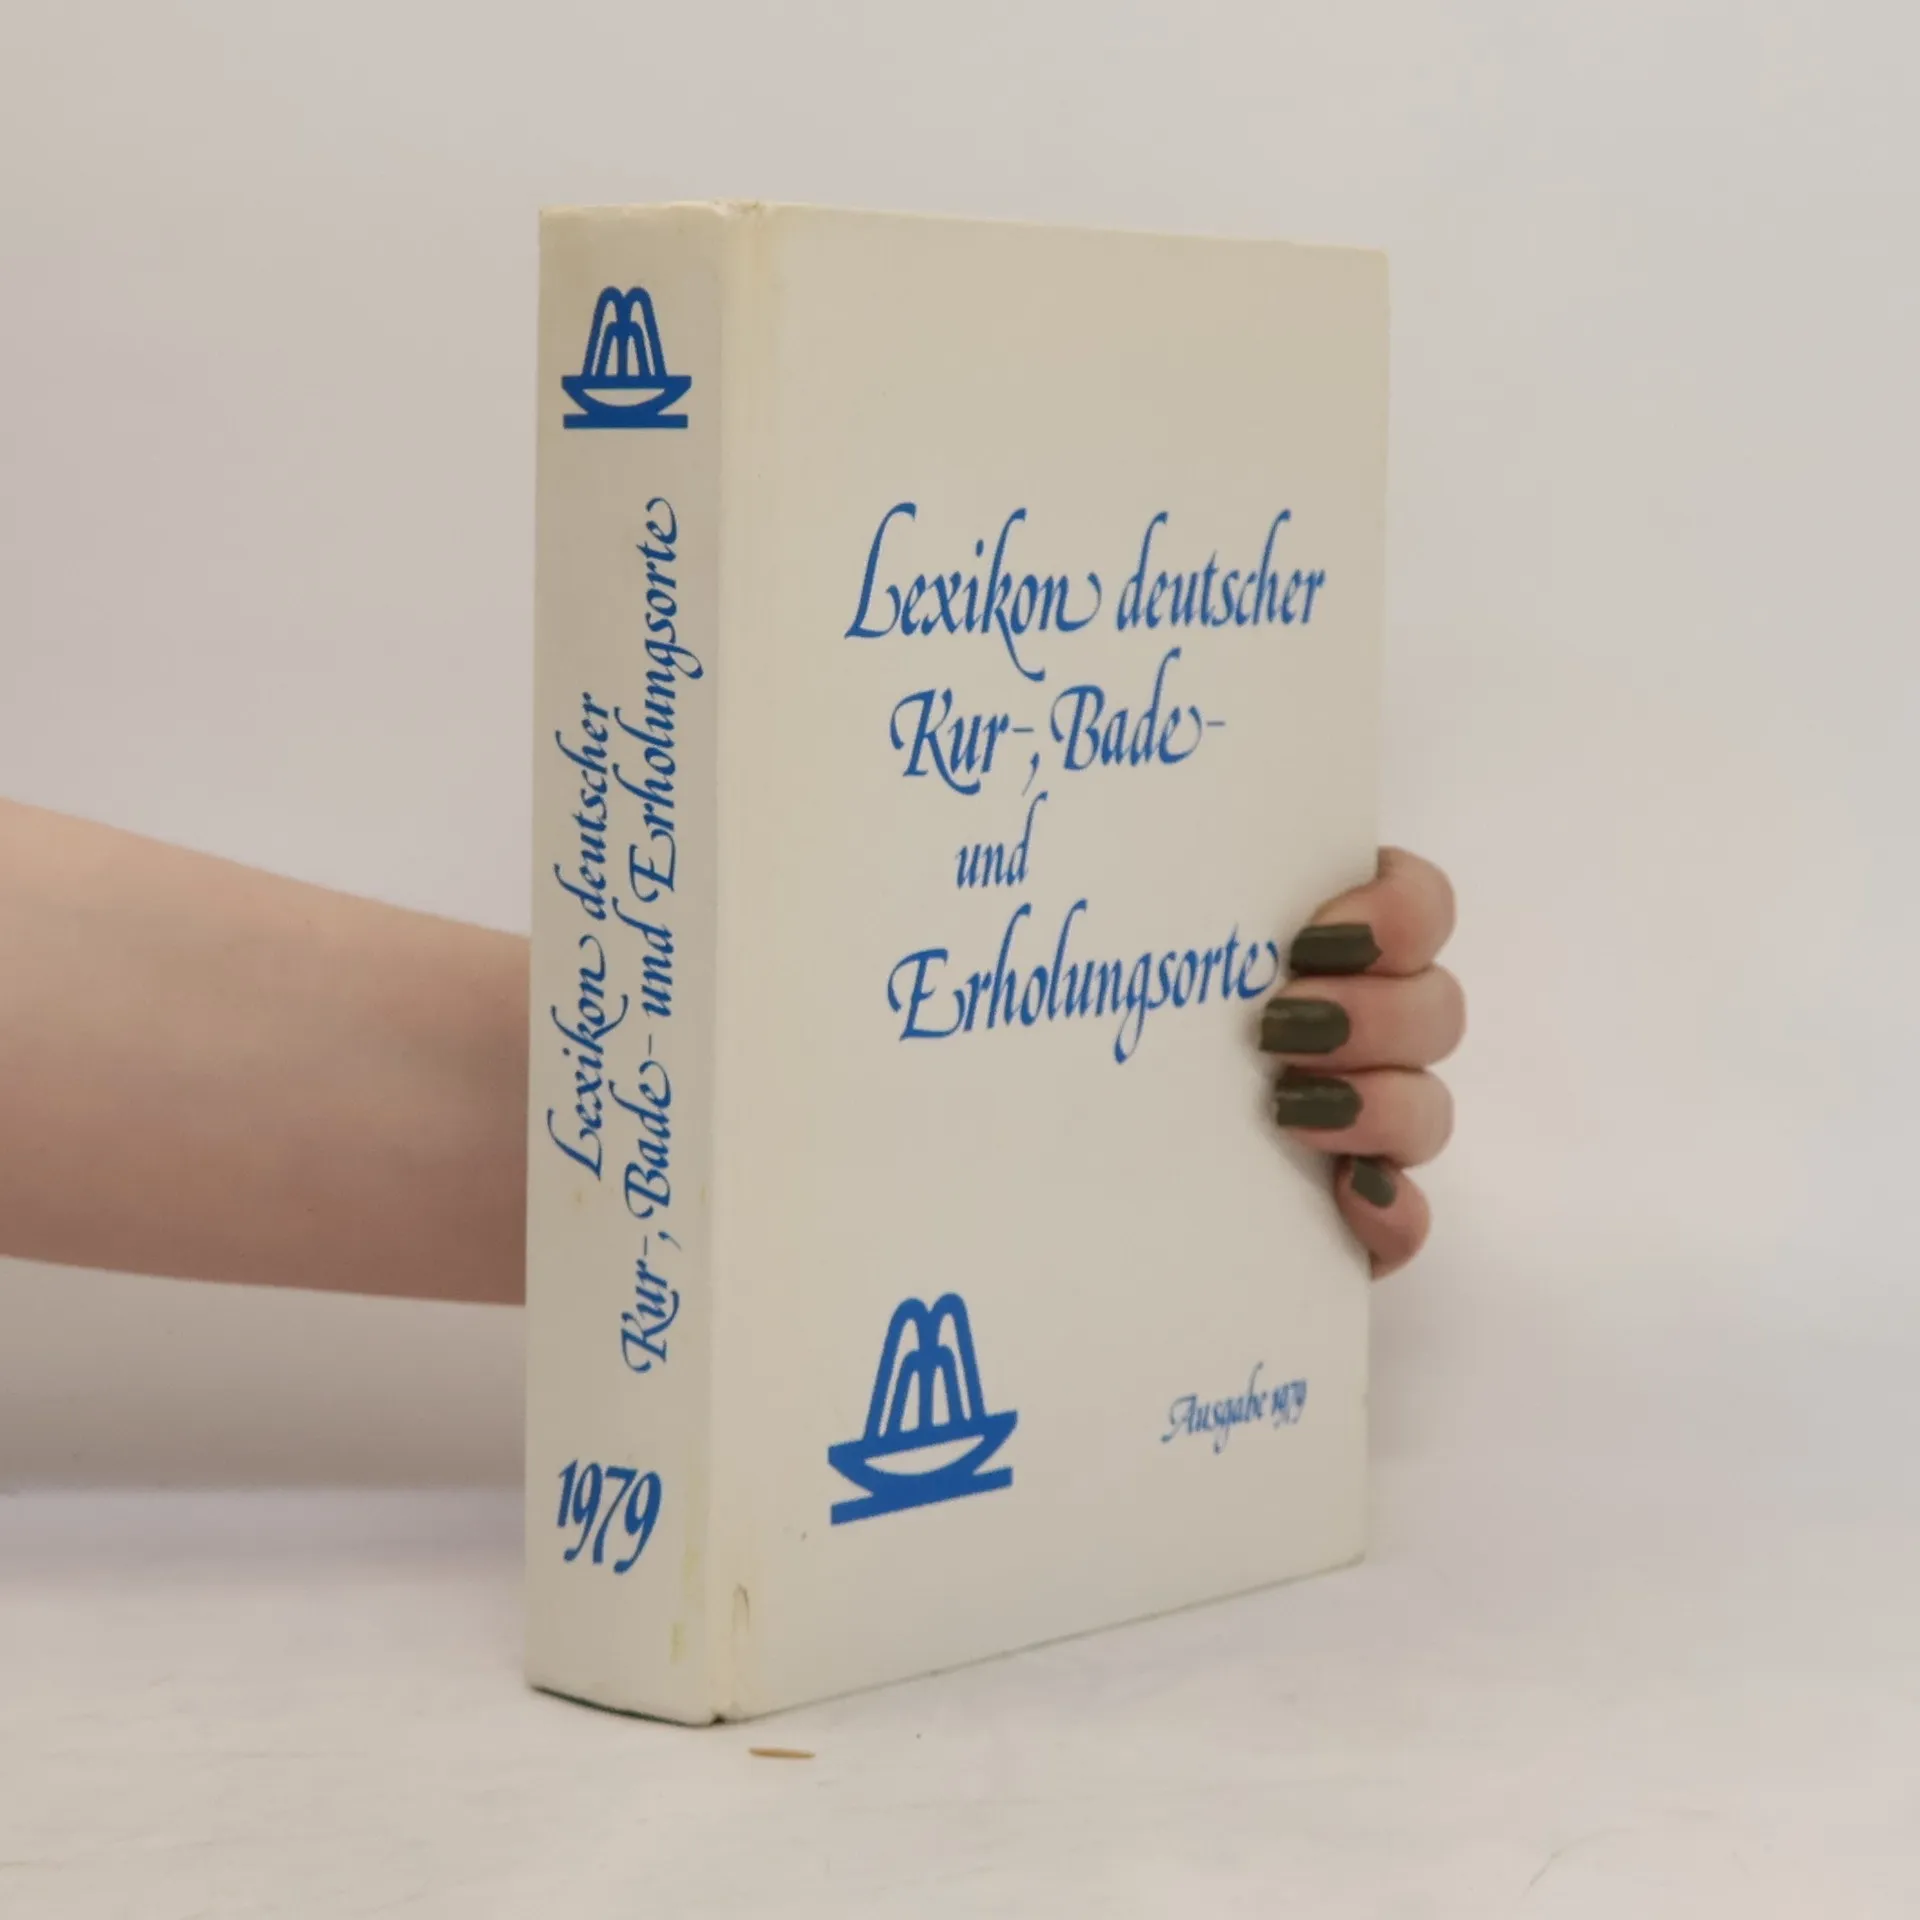 Lexikon deutscher
Kur-, Bade- und Erholungsorte
1979
Lexikon deutscher
Kur-, Bade-
und
Erholungsorte
Ausgabe 1979